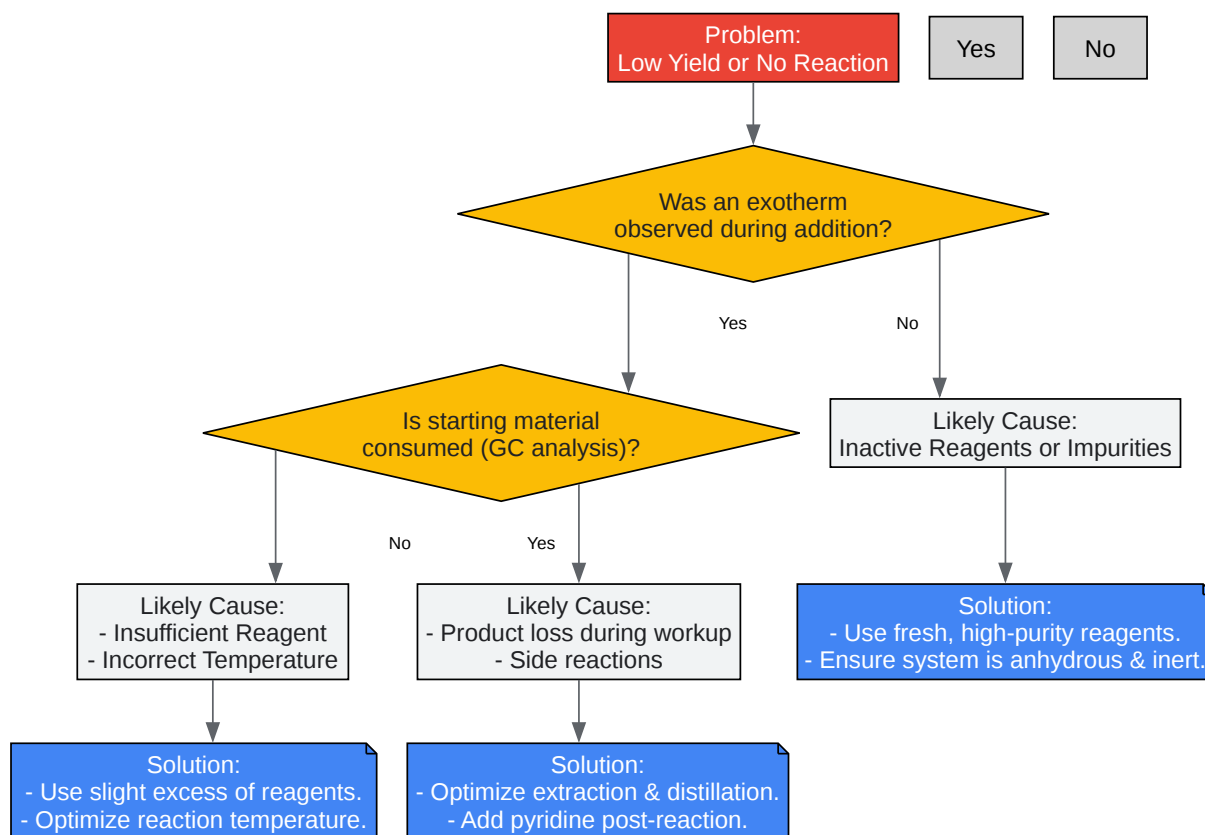 Problem:
Low Yield or No Reaction
Yes
No
Was an exotherm
observed during addition?
Yes
No
Is starting material
consumed (GC analysis)?
Likely Cause:
Inactive Reagents or Impurities
No
Yes
Likely Cause:
- Insufficient Reagent
- Incorrect Temperature
Likely Cause:
- Product loss during workup
- Side reactions
Solution:
- Use fresh, high-purity reagents.
- Ensure system is anhydrous & inert.
Solution:
- Use slight excess of reagents.
- Optimize reaction temperature.
Solution:
- Optimize extraction & distillation.
- Add pyridine post-reaction.